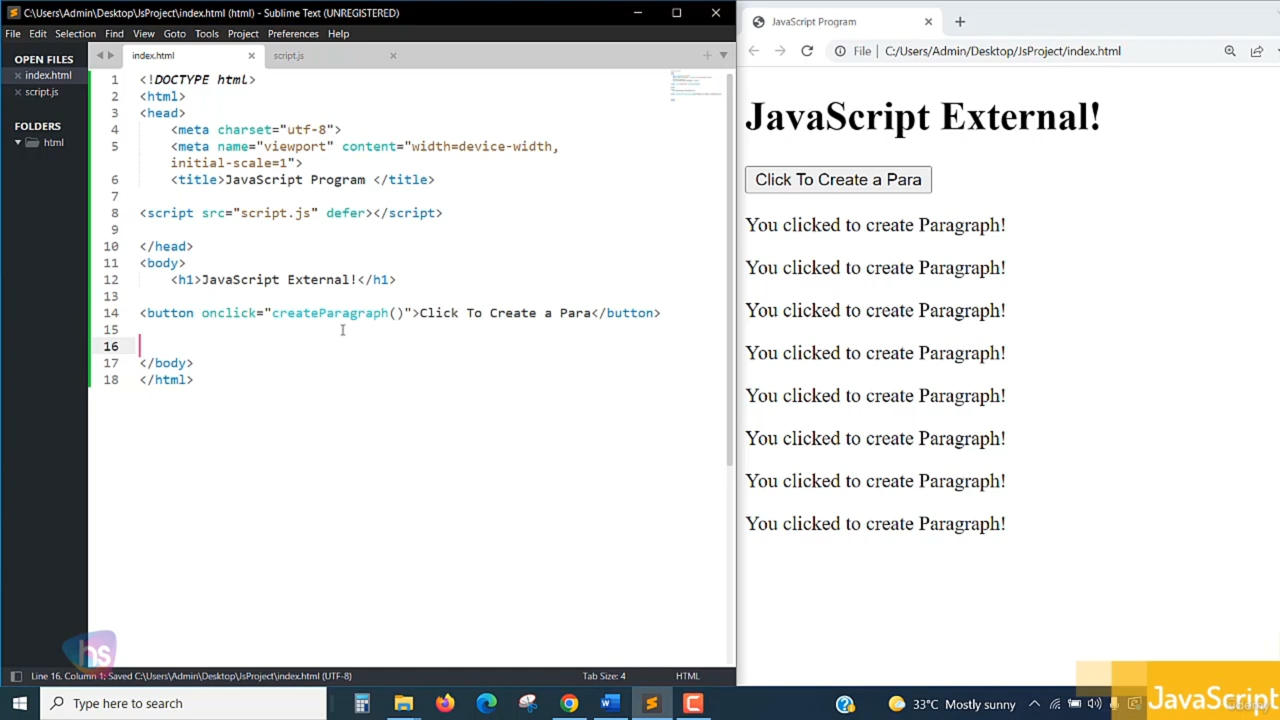 C:\Users\Admin\Desktop\JsProject\index.html (html) - Sublime Text (UNREGISTERED)
File Edit Selection Find View Goto Tools Project Preferences Help
OPEN FILES
index.html
script.js
FOLDERS
html
index.html
script.js
1 <!DOCTYPE html>
2 <html>
3 <head>
4 <meta charset="utf-8">
5 <meta name="viewport" content="width=device-width,
initial-scale=1">
6 <title>JavaScript Program </title>
7
8 <script src="script.js" defer></script>
9
10 </head>
11 <body>
12 <h1>JavaScript External!</h1>
13
14 <button onclick="createParagraph()">Click To Create a Para</button>
15
16
17 </body>
18 </html>
Line 16, Column 1; Saved C:\Users\Admin\Desktop\JsProject\index.html (UTF-8)
Tab Size: 4
HTML
JavaScript Program
File C:/Users/Admin/Desktop/JsProject/index.html
JavaScript External!
Click To Create a Para
You clicked to create Paragraph!
You clicked to create Paragraph!
You clicked to create Paragraph!
You clicked to create Paragraph!
You clicked to create Paragraph!
You clicked to create Paragraph!
You clicked to create Paragraph!
You clicked to create Paragraph!
hs
JavaScript
Type here to search
33°C Mostly sunny